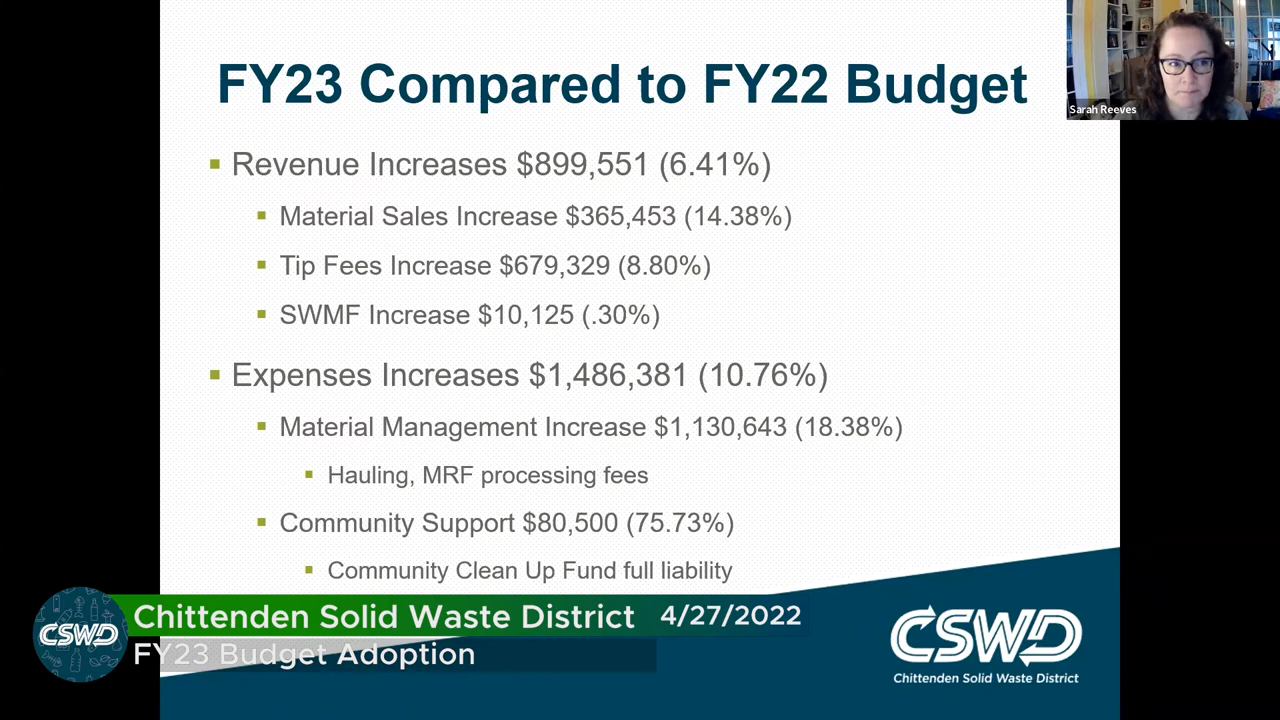 FY23 Compared to FY22 Budget
Sarah Reeves
Revenue Increases $899,551 (6.41%)
Material Sales Increase $365,453 (14.38%)
Tip Fees Increase $679,329 (8.80%)
SWMF Increase $10,125 (.30%)
Expenses Increases $1,486,381 (10.76%)
Material Management Increase $1,130,643 (18.38%)
Hauling, MRF processing fees
Community Support $80,500 (75.73%)
Community Clean Up Fund full liability
CSWD
Chittenden Solid Waste District 4/27/2022
FY23 Budget Adoption
CSWD
Chittenden Solid Waste District